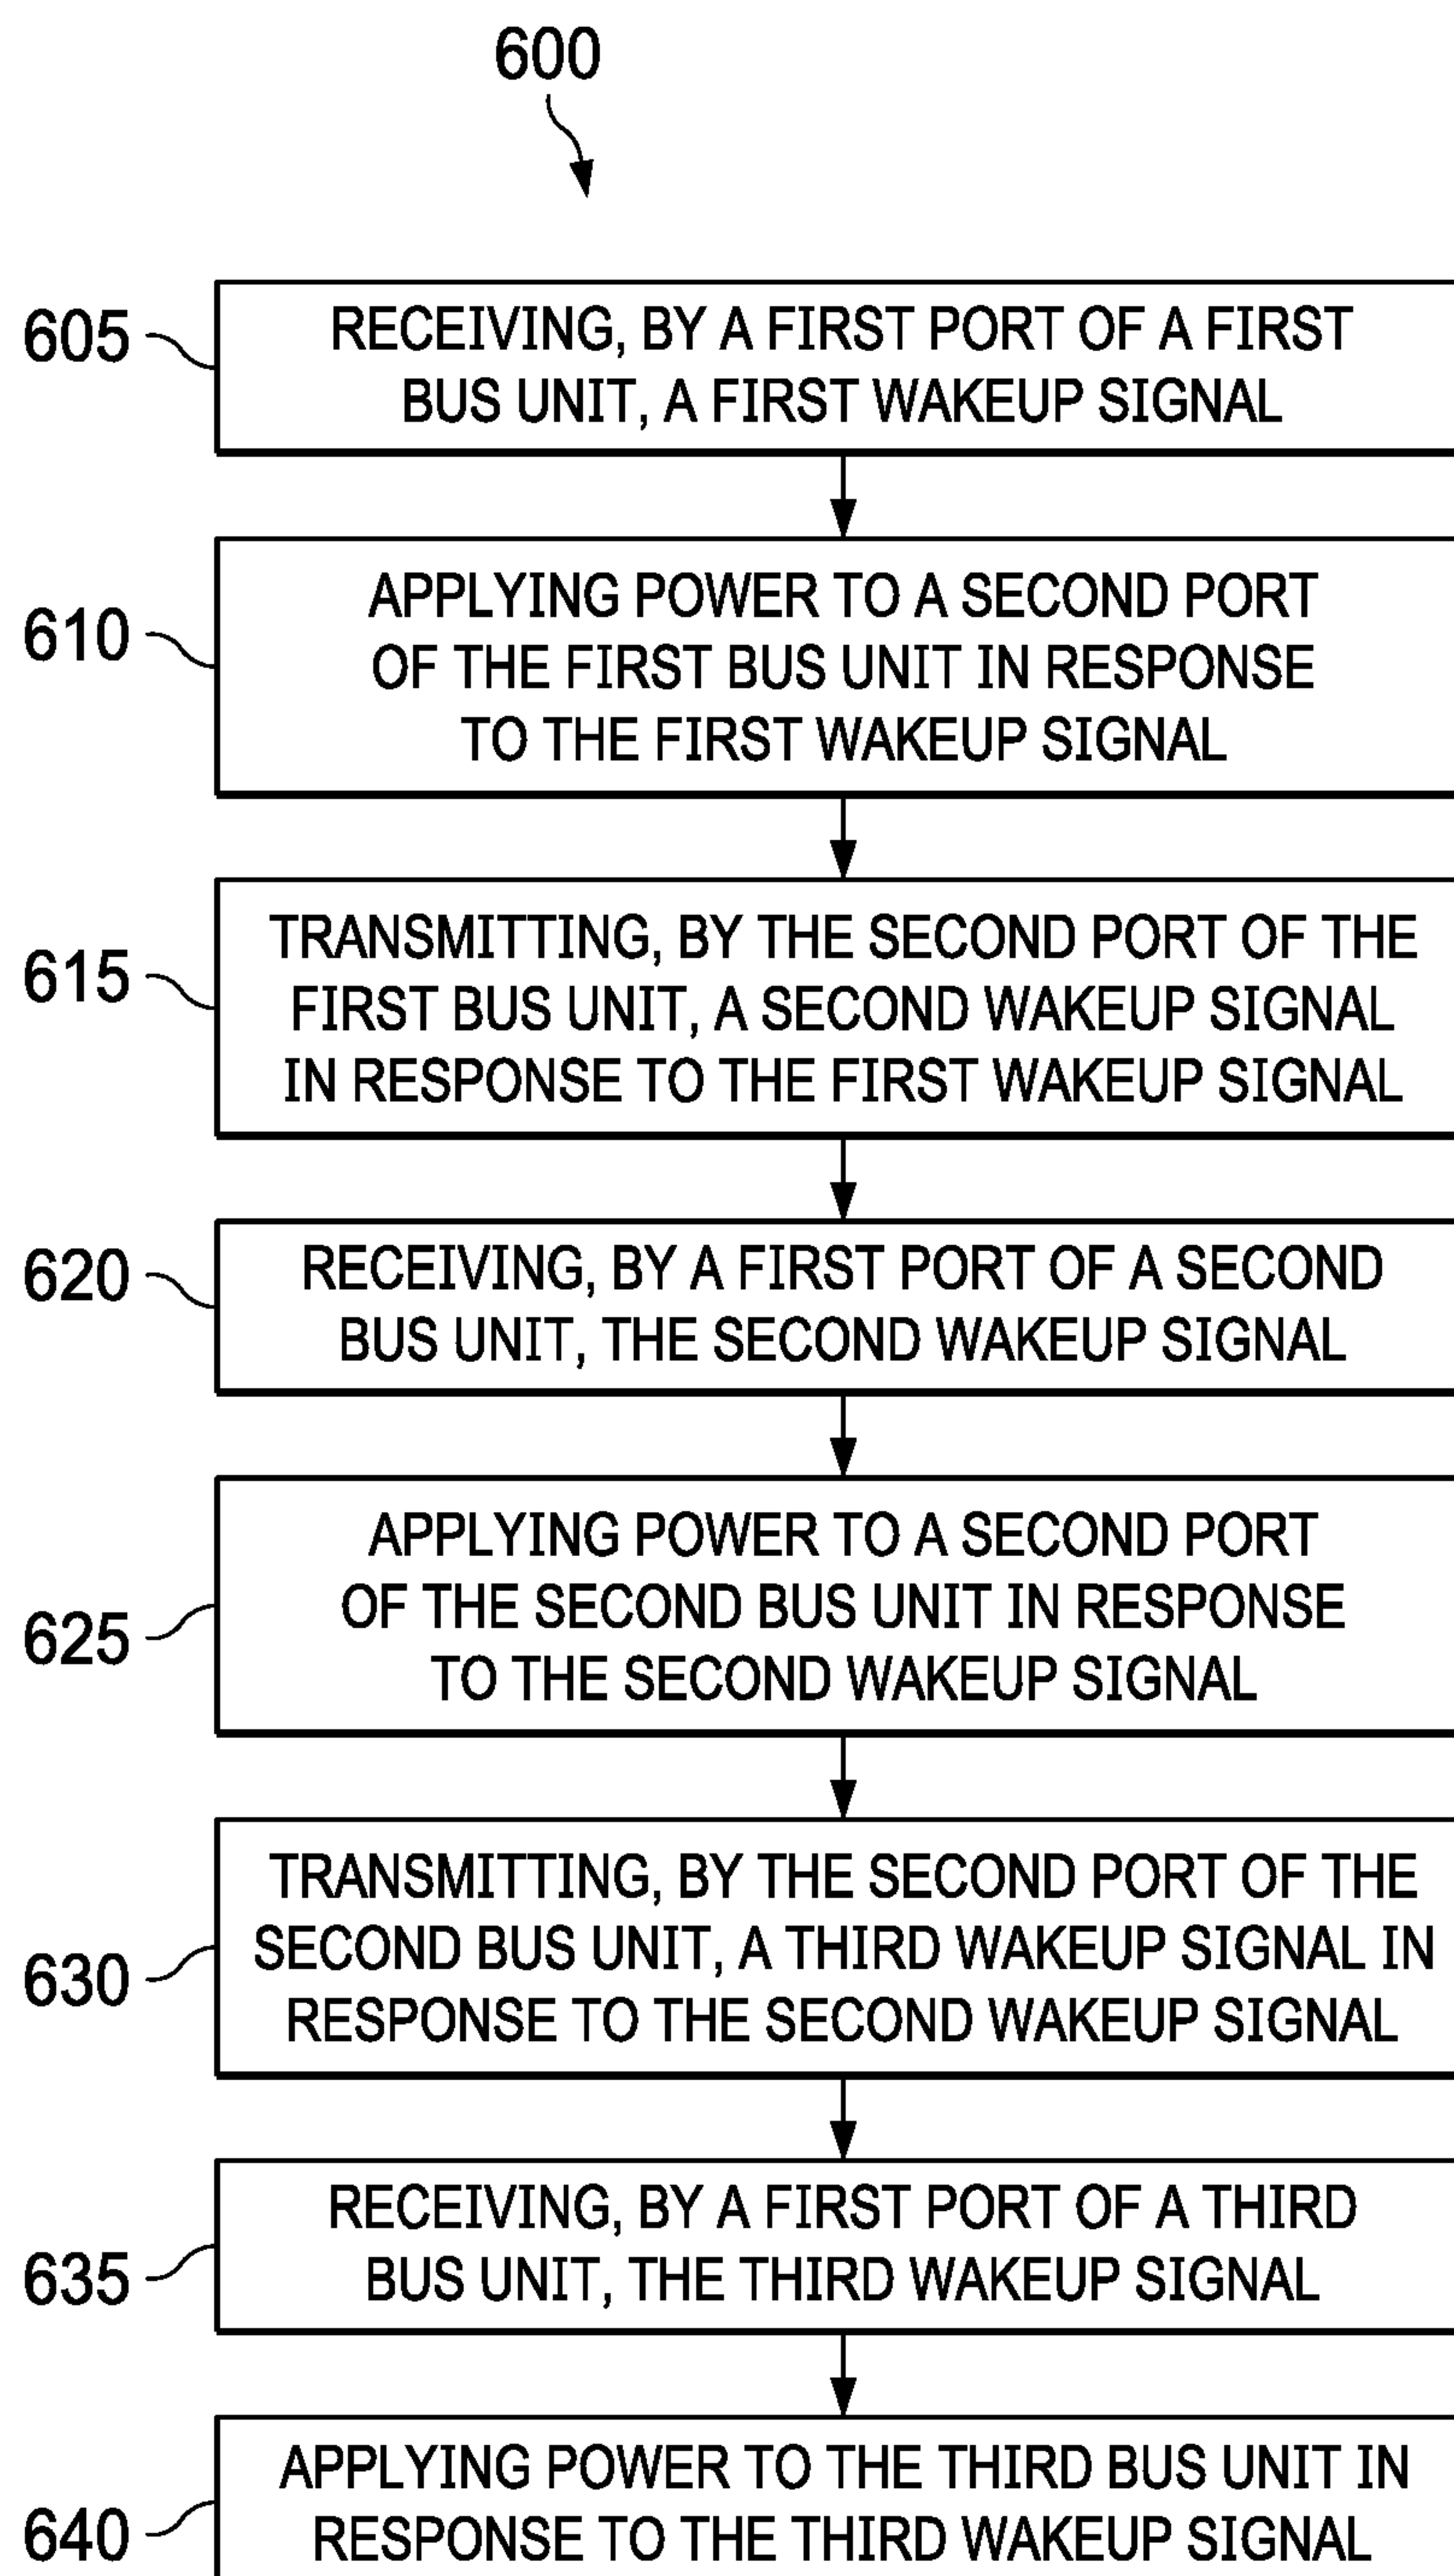 600
605
RECEIVING, BY A FIRST PORT OF A FIRST
BUS UNIT, A FIRST WAKEUP SIGNAL
610
APPLYING POWER TO A SECOND PORT
OF THE FIRST BUS UNIT IN RESPONSE
TO THE FIRST WAKEUP SIGNAL
615
TRANSMITTING, BY THE SECOND PORT OF THE
FIRST BUS UNIT, A SECOND WAKEUP SIGNAL
IN RESPONSE TO THE FIRST WAKEUP SIGNAL
620
RECEIVING, BY A FIRST PORT OF A SECOND
BUS UNIT, THE SECOND WAKEUP SIGNAL
625
APPLYING POWER TO A SECOND PORT
OF THE SECOND BUS UNIT IN RESPONSE
TO THE SECOND WAKEUP SIGNAL
630
TRANSMITTING, BY THE SECOND PORT OF THE
SECOND BUS UNIT, A THIRD WAKEUP SIGNAL IN
RESPONSE TO THE SECOND WAKEUP SIGNAL
635
RECEIVING, BY A FIRST PORT OF A THIRD
BUS UNIT, THE THIRD WAKEUP SIGNAL
640
APPLYING POWER TO THE THIRD BUS UNIT IN
RESPONSE TO THE THIRD WAKEUP SIGNAL